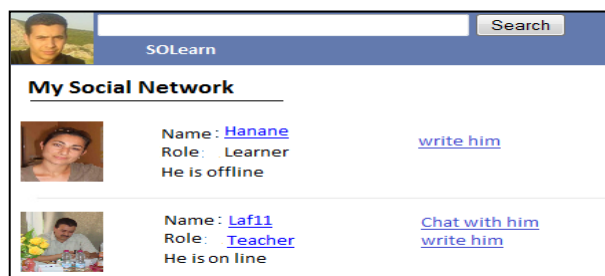 Search
SOLearn
My Social Network
Name : Hanane
Role: Learner
He is offline
write him
Name : Laf11
Role: Teacher
He is on line
Chat with him
write him